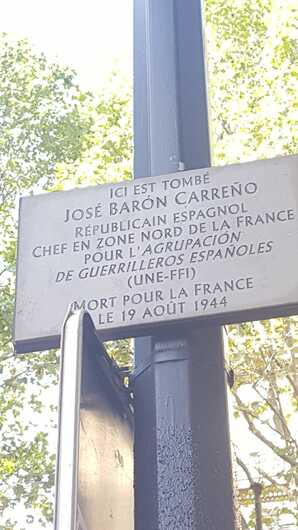 ICI EST TOMBÉ
JOSÉ BARÓN CARREÑO
RÉPUBLICAIN ESPAGNOL
CHEF EN ZONE NORD DE LA FRANCE
POUR L'AGRUPACIÓN
DE GUERRILLEROS ESPAÑOLES
(UNE-FFI)
MORT POUR LA FRANCE
LE 19 AOÛT 1944